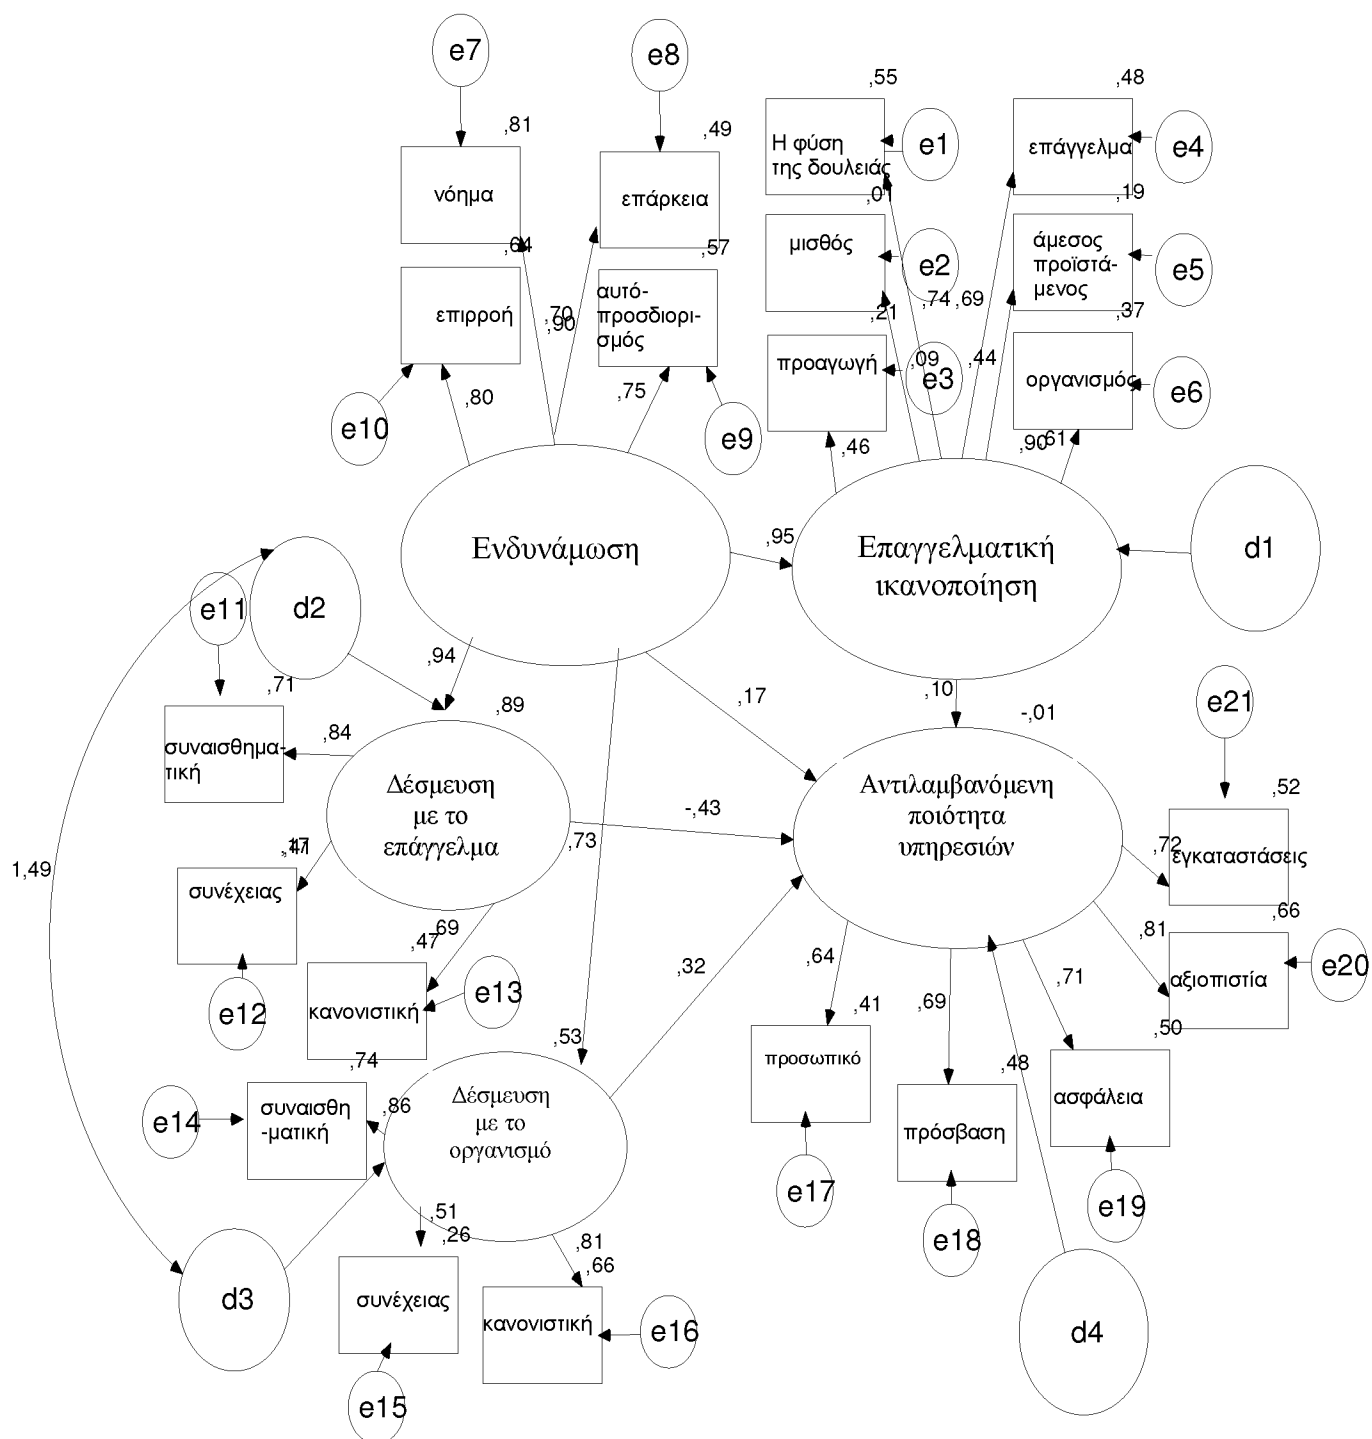 e7
e8
,55
,48
,81
,49
Η φύση
της δουλειάς
e1
επάγγελμα
e4
νόημα
επάρκεια
,01
,19
,64
,57
μισθός
e2
άμεσος
προϊστά-
μενος
e5
επιρροή
αυτό-
προσδιορι-
σμός
,70
,90
,21
,74
,69
,37
προαγωγή
,09
e3
,44
οργανισμός
e6
,80
,75
e10
e9
,46
,90
,61
Ενδυνάμωση
,95
Επαγγελματική
ικανοποίηση
d1
e11
d2
,94
,71
,89
,17
,10
-,01
e21
,84
συναισθημα-
τική
Δέσμευση
με το
επάγγελμα
-,43
,73
Αντιλαμβανόμενη
ποιότητα
υπηρεσιών
,52
,72
εγκαταστάσεις
1,49
,17
συνέχειας
,66
,69
,47
,81
e12
κανονιστική
e13
,32
,64
,69
,71
αξιοπιστία
e20
,41
,50
,74
,53
προσωπικό
,48
e14
συναισθη
-ματική
,86
Δέσμευση
με το
οργανισμό
πρόσβαση
ασφάλεια
e17
e18
e19
,51
,26
,81
,66
d3
συνέχειας
κανονιστική
e16
d4
e15